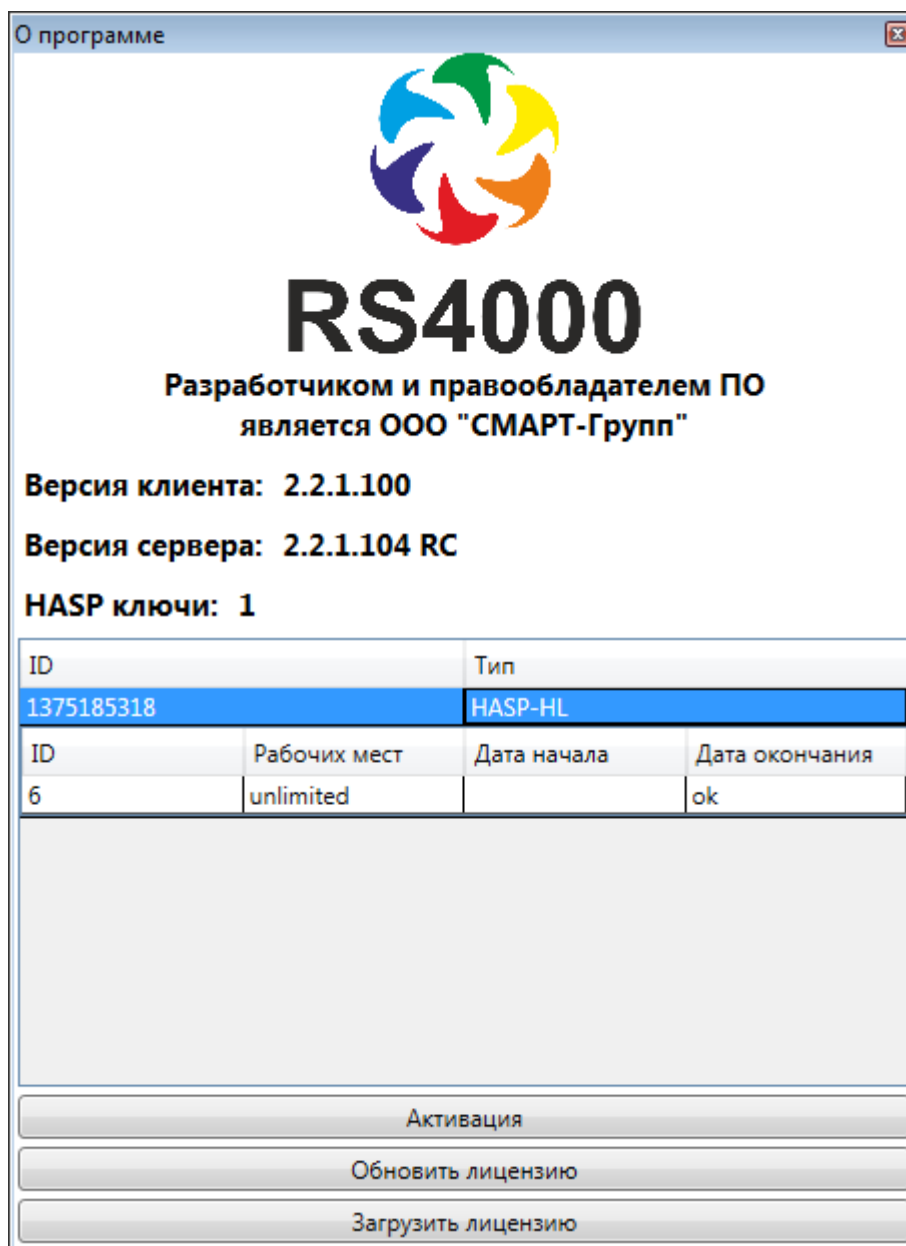 О программе
RS4000
Разработчиком и правообладателем ПО
является ООО "СМАРТ-Групп"
Версия клиента: 2.2.1.100
Версия сервера: 2.2.1.104 RC
HASP ключи: 1
ID Тип
1375185318 HASP-HL
ID Рабочих мест Дата начала Дата окончания
6 unlimited ok
Активация
Обновить лицензию
Загрузить лицензию